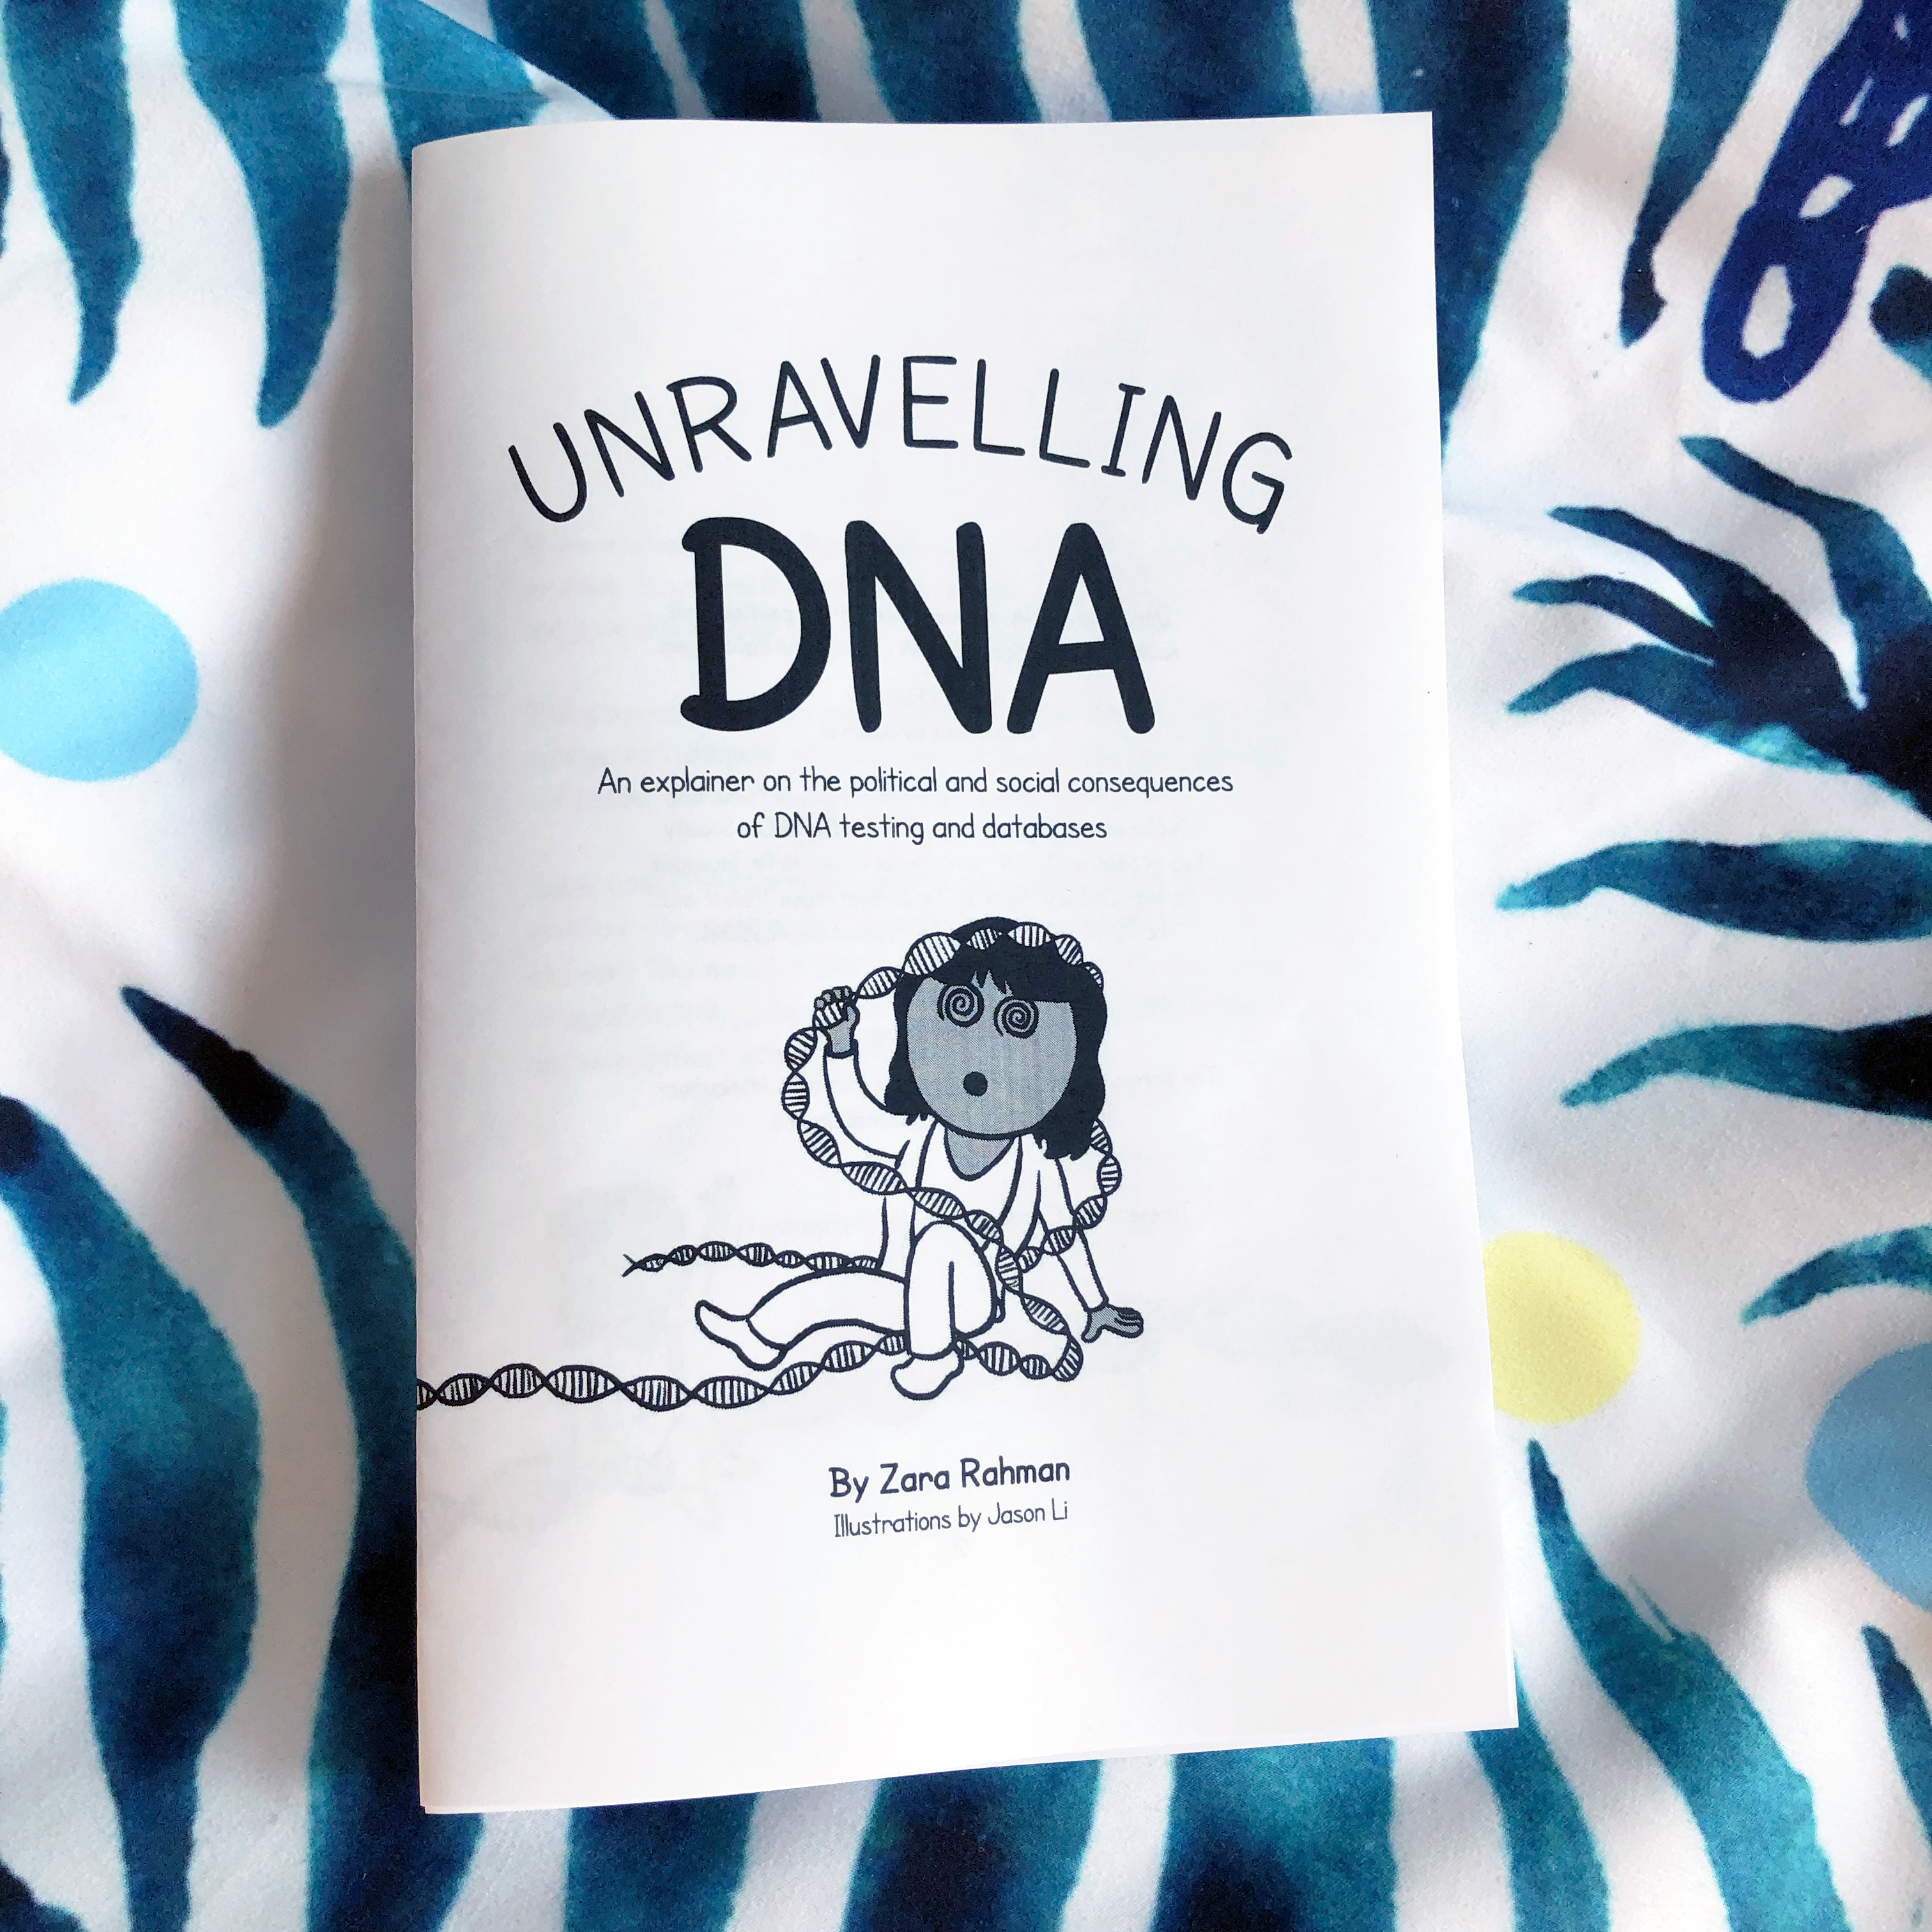 UNRAVELLING
DNA
An explainer on the political and social consequences
of DNA testing and databases
By Zara Rahman
Illustrations by Jason Li